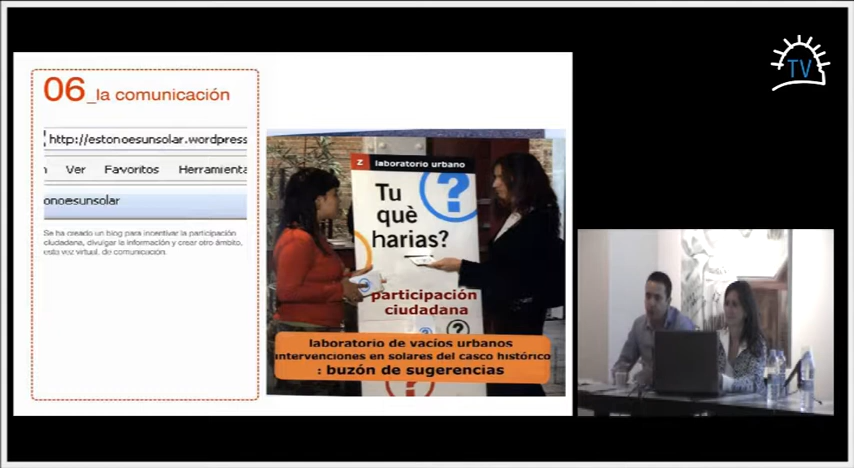 06_la comunicación
http://estonoesunsolar.wordpress
Ver Favoritos Herramienta
onoesunsolar
Se ha creado un blog para incentivar la participación
ciudadana, divulgar la información y crear otro ámbito,
esta vez virtual, de comunicación.
z laboratorio urbano
Tu
què
harias?
participación
ciudadana
laboratorio de vacíos urbanos
intervenciones en solares del casco histórico
: buzón de sugerencias
TV